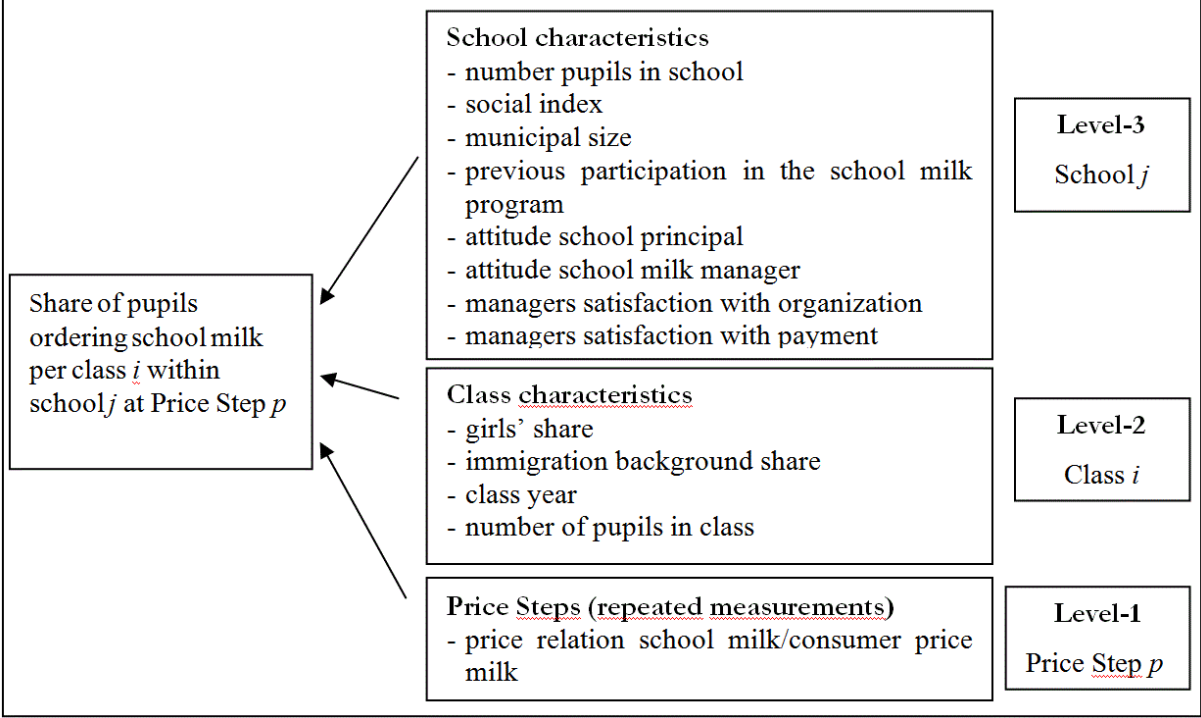 School characteristics
- number pupils in school
- social index
- municipal size
- previous participation in the school milk
program
- attitude school principal
- attitude school milk manager
- managers satisfaction with organization
- managers satisfaction with payment
Level-3
School j
Share of pupils
ordering school milk
per class i within
school j at Price Step p
Class characteristics
- girls’ share
- immigration background share
- class year
- number of pupils in class
Level-2
Class i
Price Steps (repeated measurements)
- price relation school milk/consumer price
milk
Level-1
Price Step p